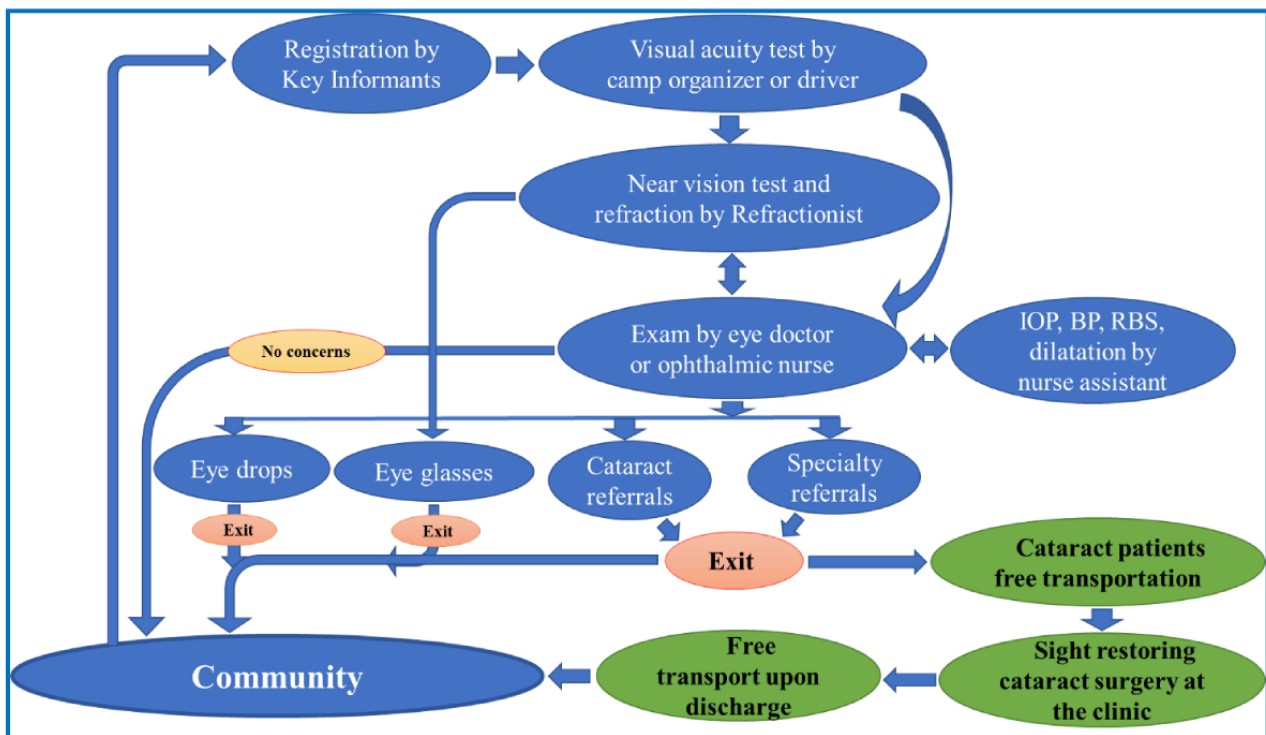 Registration by
Key Informants
Visual acuity test by
camp organizer or driver
Near vision test and
refraction by Refractionist
No concerns
Exam by eye doctor
or ophthalmic nurse
IOP, BP, RBS,
dilatation by
nurse assistant
Eye drops
Eye glasses
Cataract
referrals
Specialty
referrals
Exit
Exit
Exit
Cataract patients
free transportation
Community
Free
transport upon
discharge
Sight restoring
cataract surgery at
the clinic